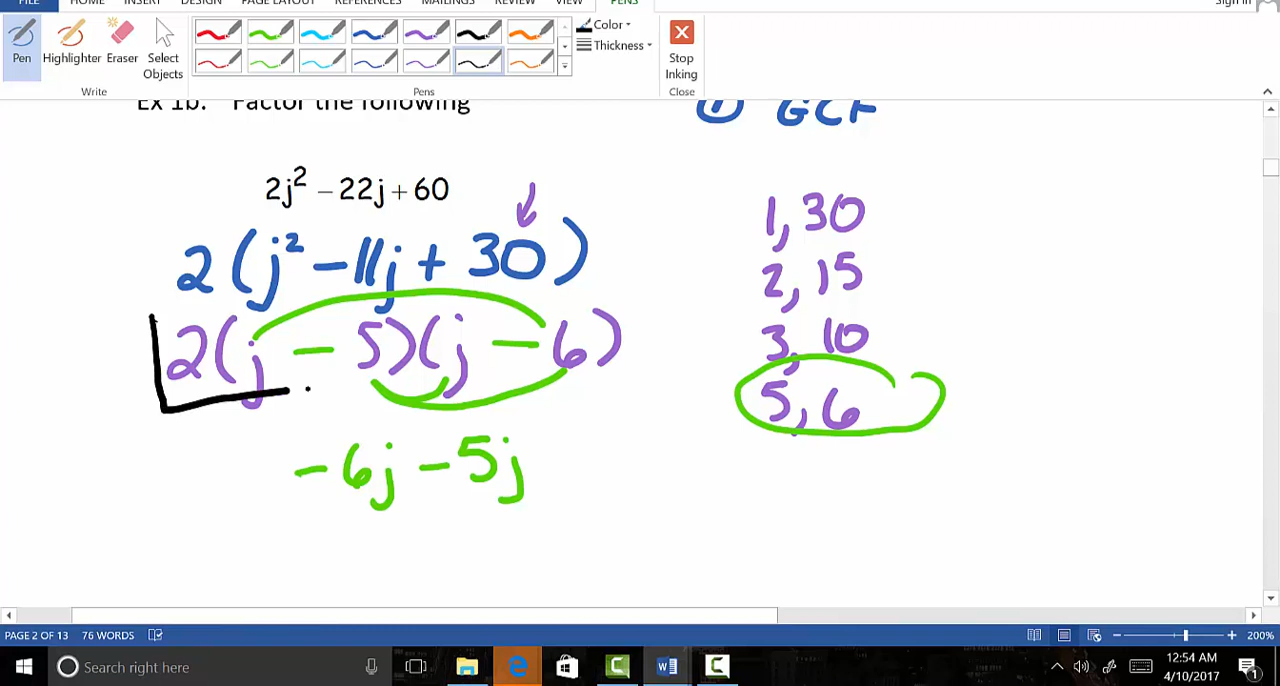 FILE HOME INSERT DESIGN PAGE LAYOUT REFERENCES MAILINGS REVIEW VIEW PENS Sign in
Pen Highlighter Eraser Select Objects Color Thickness Stop Inking
Write Pens Close
Ex 1b. Factor the following
① GCF
2j² – 22j + 60
1, 30
2 (j² – 11j + 30)
2, 15
2(j – 5)(j – 6)
3, 10
5, 6
– 6j – 5j
PAGE 2 OF 13 76 WORDS 200%
Search right here 12:54 AM
4/10/2017 1